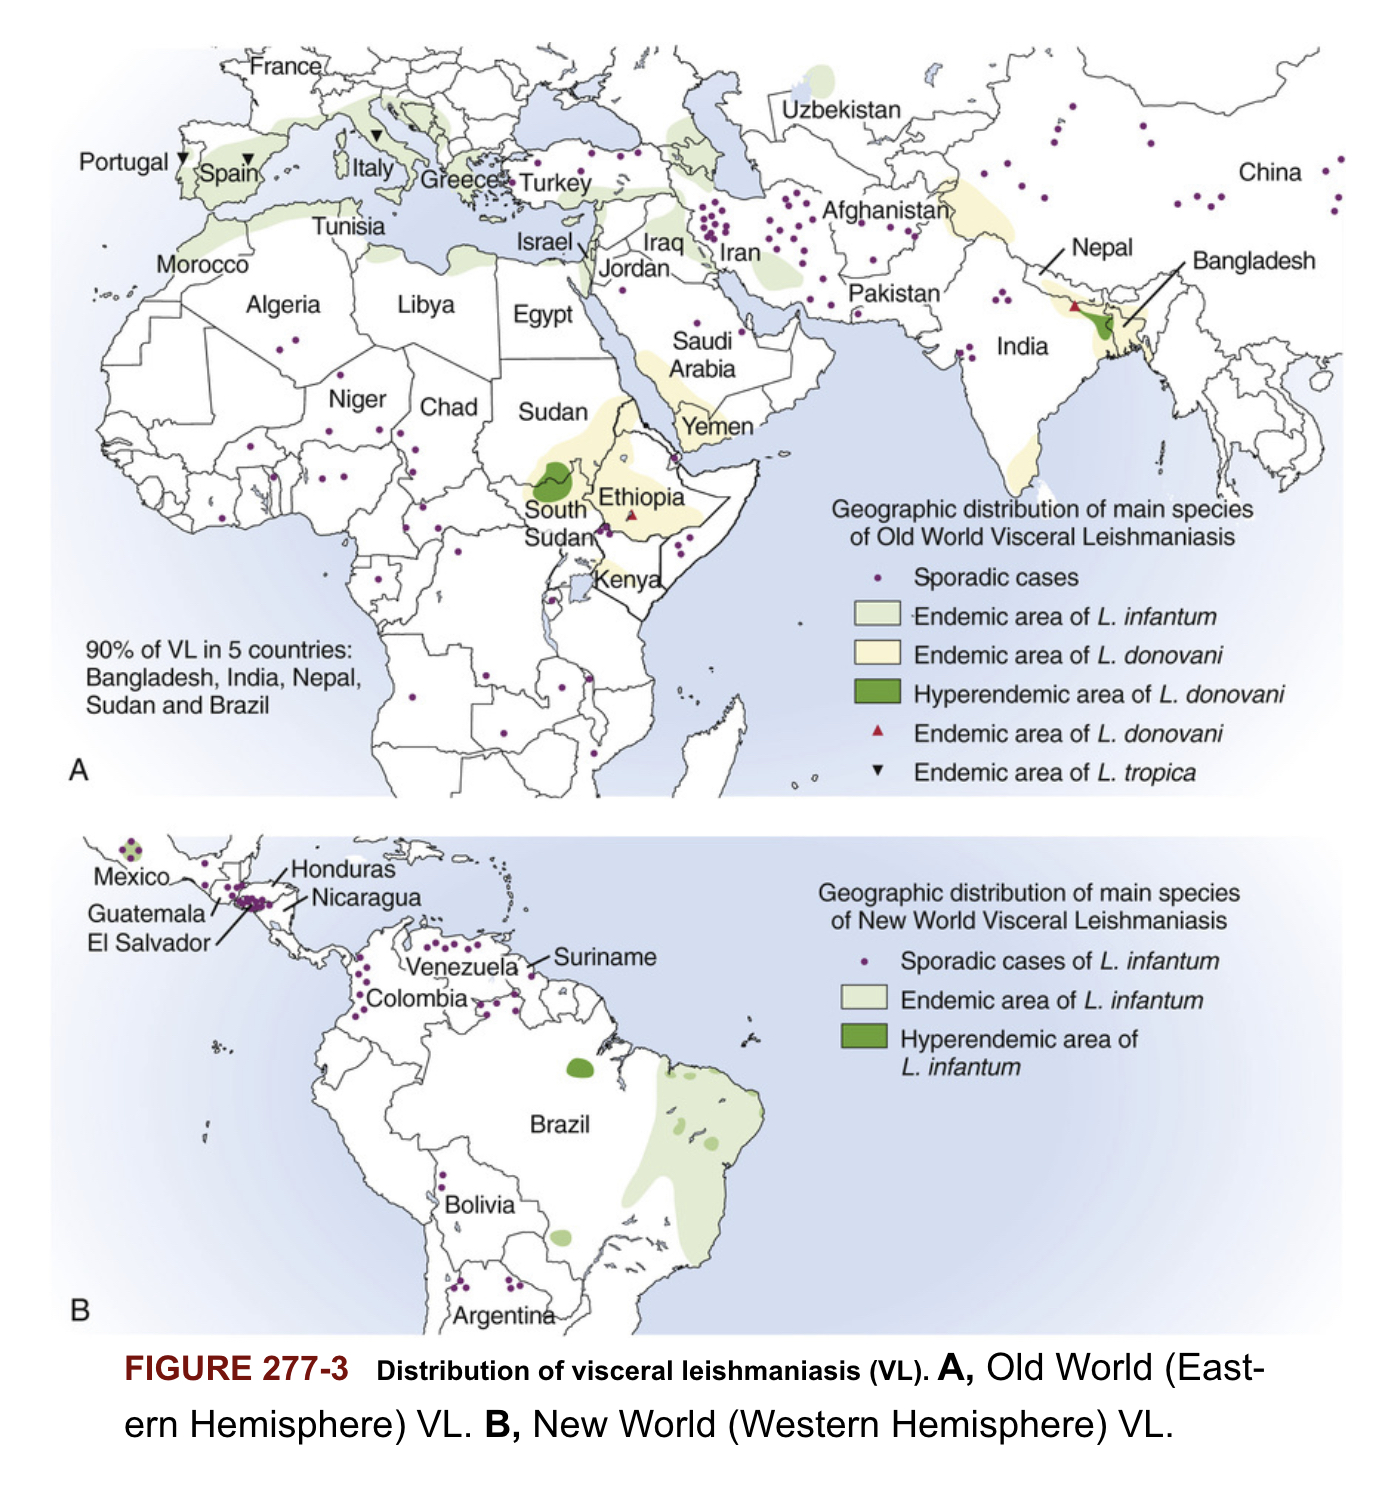 France
Uzbekistan
China
Portugal
Spain
Italy
Greece
Turkey
Afghanistan
Tunisia
Israel
Iraq
Iran
Nepal
Bangladesh
Morocco
Jordan
Pakistan
Algeria
Libya
Egypt
Saudi
Arabia
India
Niger
Chad
Sudan
Yemen
Ethiopia
South
Sudan
Kenya
Geographic distribution of main species
of Old World Visceral Leishmaniasis
Sporadic cases
Endemic area of L. infantum
Endemic area of L. donovani
Hyperendemic area of L. donovani
Endemic area of L. donovani
Endemic area of L. tropica
90% of VL in 5 countries:
Bangladesh, India, Nepal,
Sudan and Brazil
A
Mexico
Honduras
Nicaragua
Guatemala
El Salvador
Venezuela
Suriname
Colombia
Brazil
Bolivia
Argentina
Geographic distribution of main species
of New World Visceral Leishmaniasis
Sporadic cases of L. infantum
Endemic area of L. infantum
Hyperendemic area of
L. infantum
B
FIGURE 277-3 Distribution of visceral leishmaniasis (VL). A, Old World (East-
ern Hemisphere) VL. B, New World (Western Hemisphere) VL.